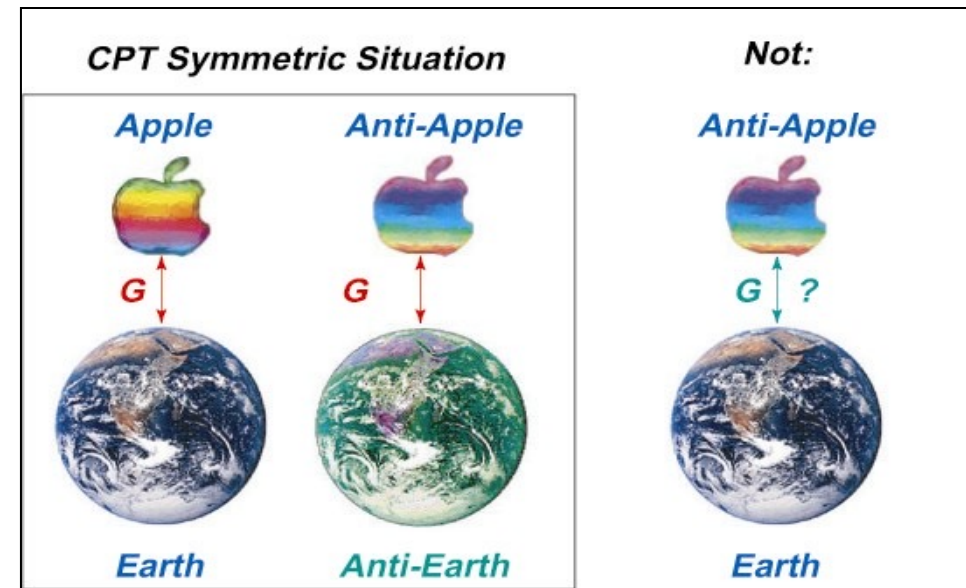 CPT Symmetric Situation
Not:
Apple
Anti-Apple
Anti-Apple
G
G
G ?
Earth
Anti-Earth
Earth